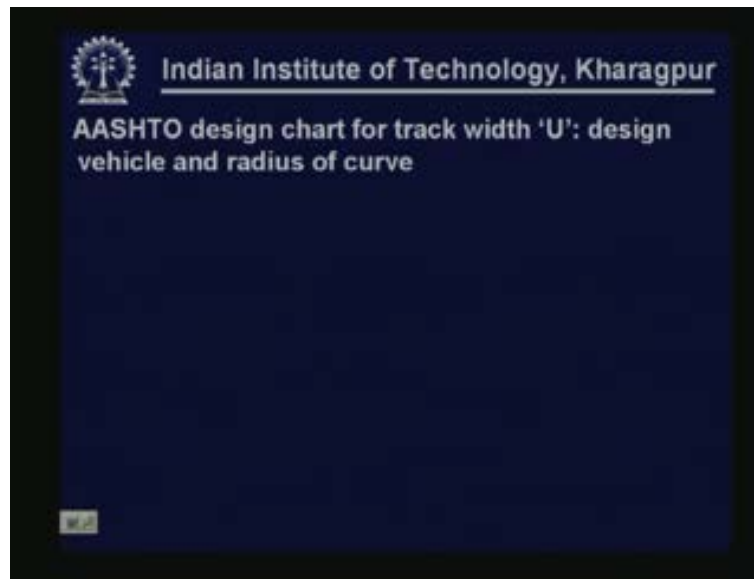 Indian Institute of Technology, Kharagpur
AASHTO design chart for track width ‘U’: design
vehicle and radius of curve